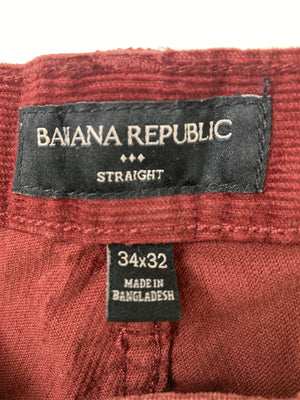 BANANA REPUBLIC
STRAIGHT
34x32
MADE IN
BANGLADESH